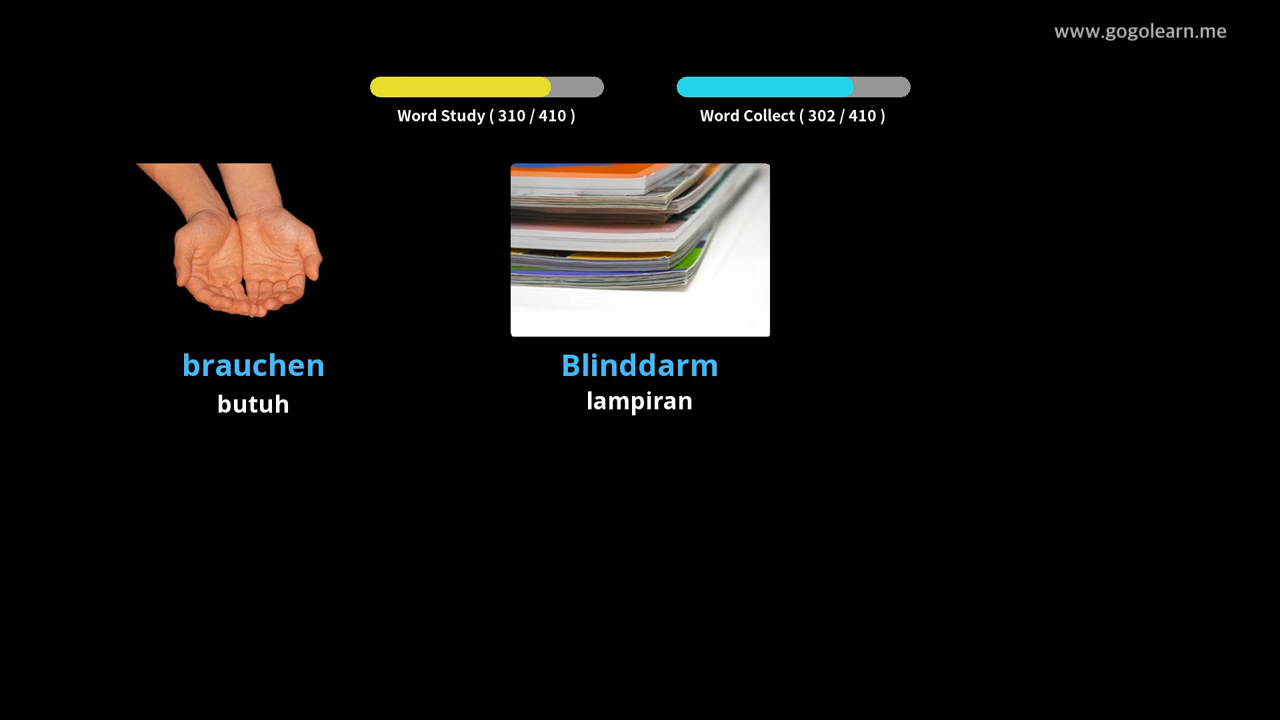 www.gogolearn.me
Word Study ( 310 / 410 )
Word Collect ( 302 / 410 )
brauchen
butuh
Blinddarm
lampiran